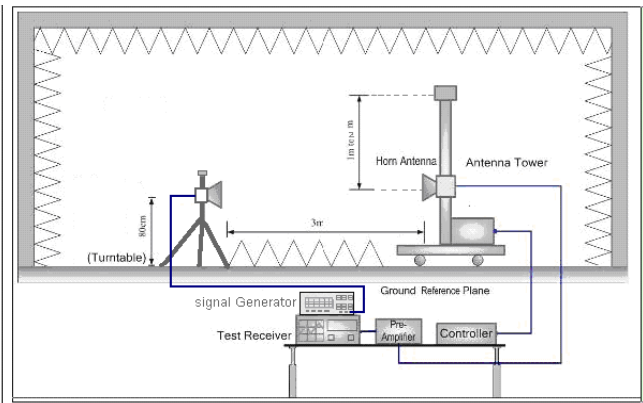 1m to 4 m
Horn Antenna
Antenna Tower
80cm
3m
(Turntable)
Ground Reference Plane
signal Generator
Test Receiver
Pre-
Amplifier
Controller